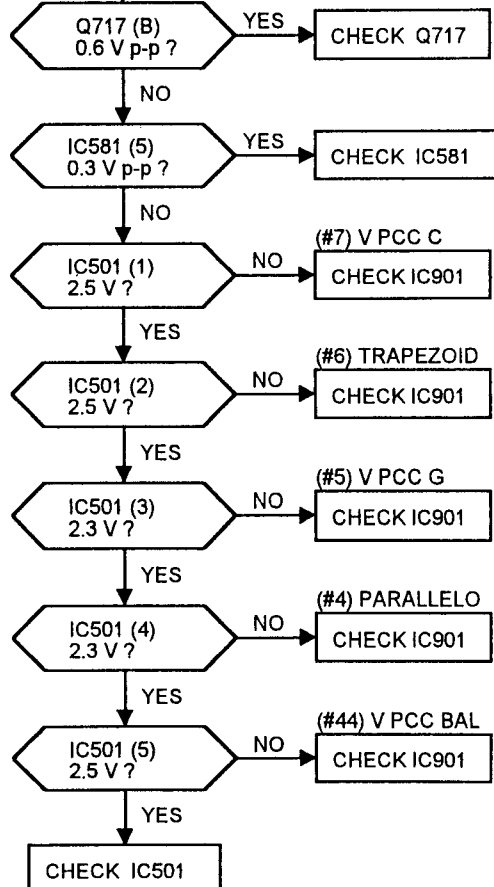 Q717 (B)
0.6 V p-p ?
YES
CHECK Q717
NO
IC581 (5)
0.3 V p-p ?
YES
CHECK IC581
NO
IC501 (1)
2.5 V ?
NO
(#7) V PCC C
CHECK IC901
YES
IC501 (2)
2.5 V ?
NO
(#6) TRAPEZOID
CHECK IC901
YES
IC501 (3)
2.3 V ?
NO
(#5) V PCC G
CHECK IC901
YES
IC501 (4)
2.3 V ?
NO
(#4) PARALLELO
CHECK IC901
YES
IC501 (5)
2.5 V ?
NO
(#44) V PCC BAL
CHECK IC901
YES
CHECK IC501